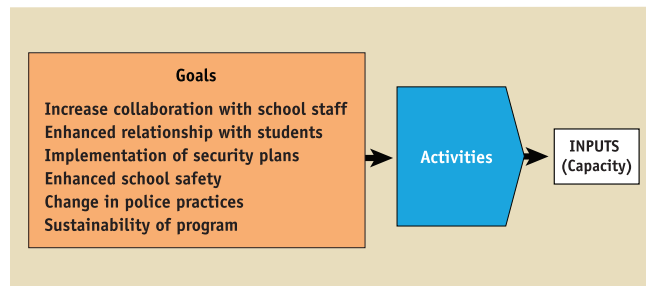 Goals
Increase collaboration with school staff
Enhanced relationship with students
Implementation of security plans
Enhanced school safety
Change in police practices
Sustainability of program
Activities
INPUTS
(Capacity)